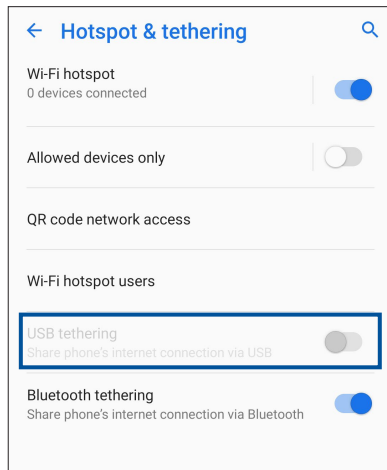 Hotspot & tethering
Wi-Fi hotspot
0 devices connected
Allowed devices only
QR code network access
Wi-Fi hotspot users
USB tethering
Share phone's internet connection via USB
Bluetooth tethering
Share phone's internet connection via Bluetooth